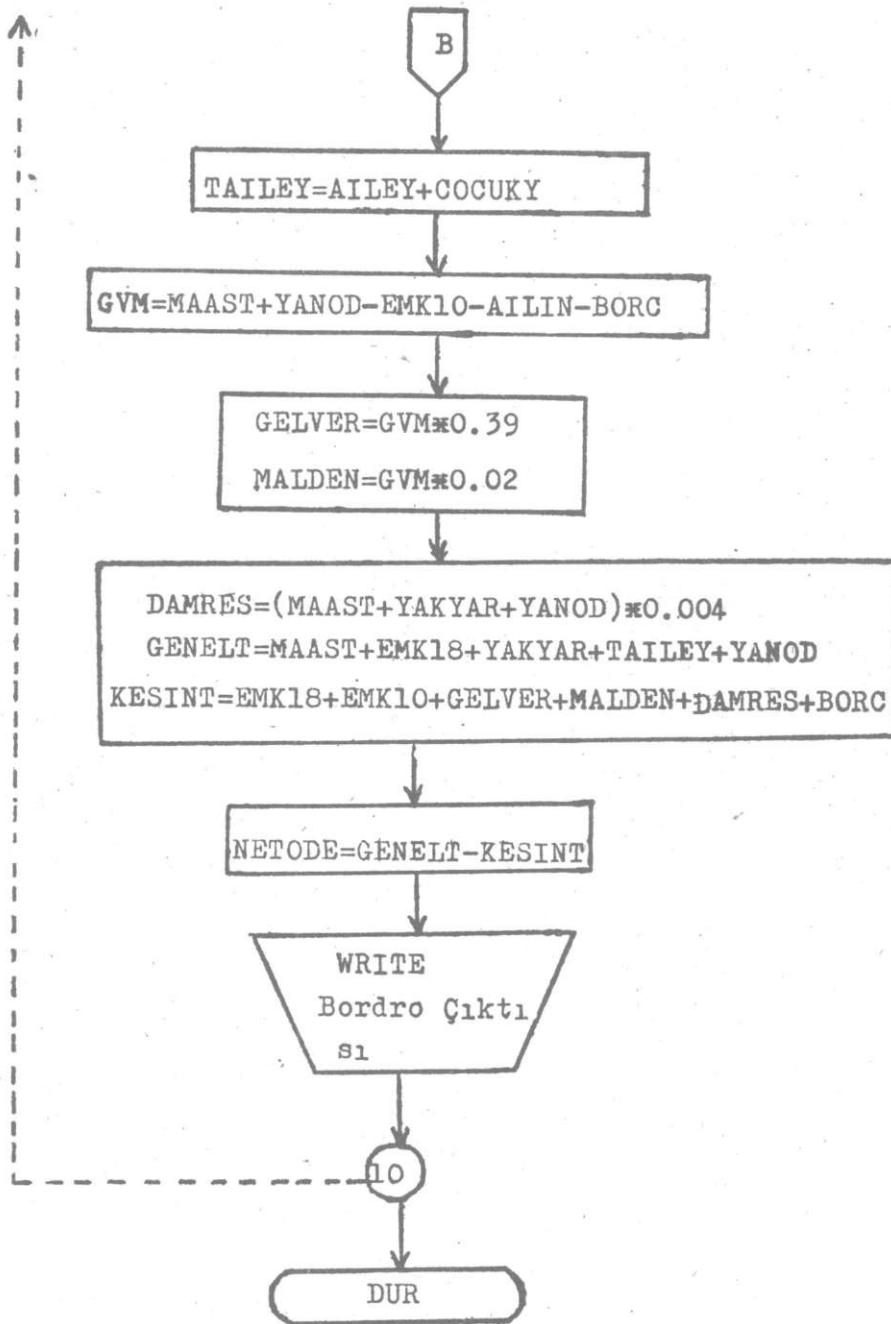 B
TAILEY=AILEY+COCUKY
GVM=MAAST+YANOD-EMK10-AILIN-BORC
GELVER=GVM*0.39
MALDEN=GVM*0.02
DAMRES=(MAAST+YAKYAR+YANOD)*0.004
GENELT=MAAST+EMK18+YAKYAR+TAILEY+YANOD
KESINT=EMK18+EMK10+GELVER+MALDEN+DAMRES+BORC
NETODE=GENELT-KESINT
WRITE
Bordro Çıktı
sı
10
DUR